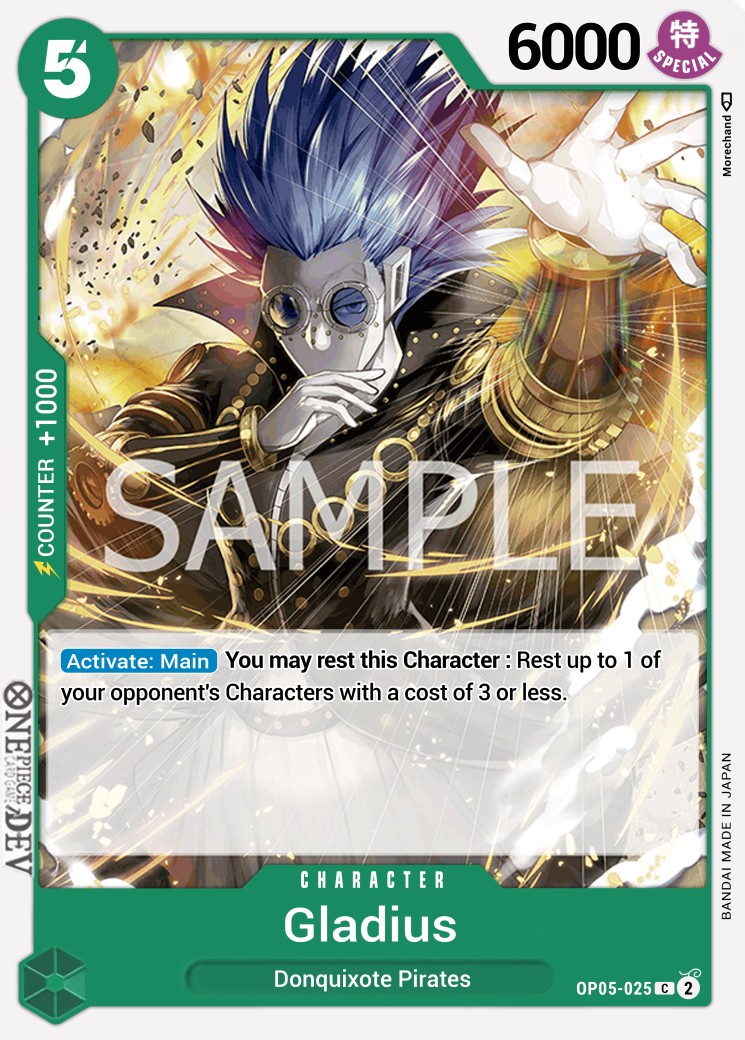 5
6000
特
SPECIAL
Morechand
COUNTER +1000
SAMPLE
Activate: Main You may rest this Character : Rest up to 1 of
your opponent's Characters with a cost of 3 or less.
ONE PIECE
CARD GAME
DEV
BANDAI MADE IN JAPAN
CHARACTER
Gladius
Donquixote Pirates
OP05-025 C 2